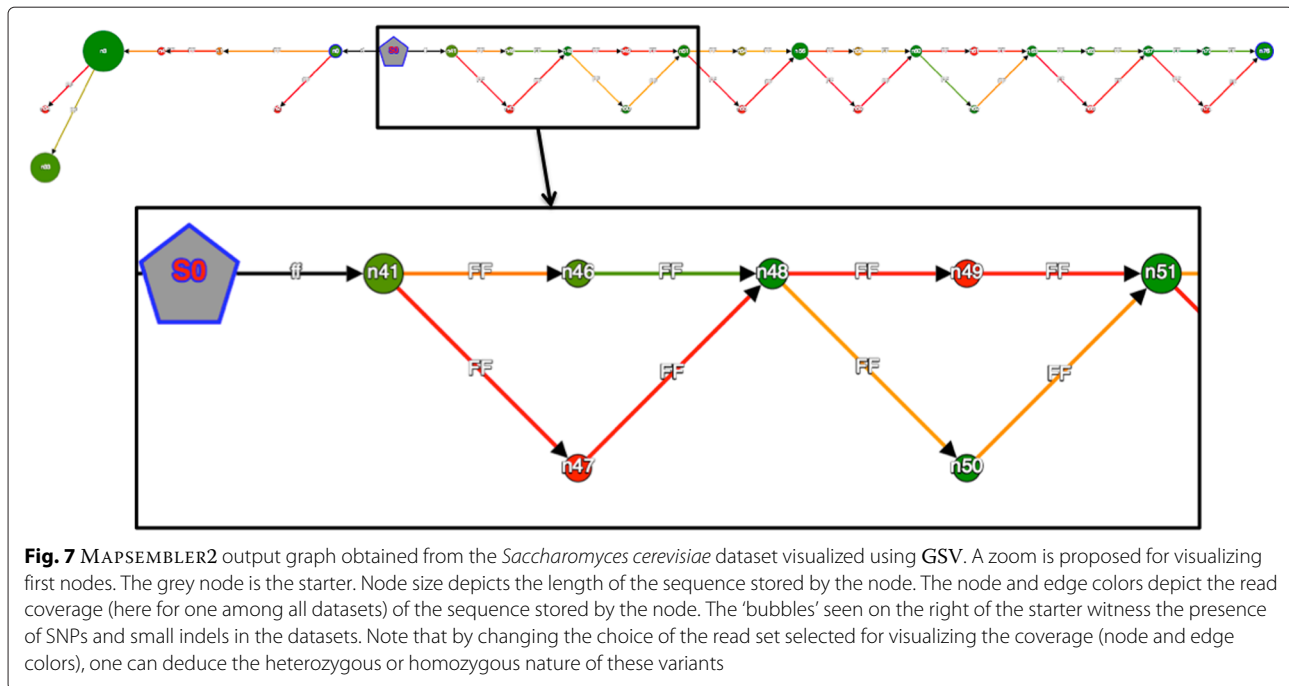 S0
n41
n51
n56
S0
ff
n41
FF
n46
FF
n48
FF
n49
FF
n51
FF
FF
FF
FF
n47
n50
Fig. 7 MAPSEMBLER2 output graph obtained from the Saccharomyces cerevisiae dataset visualized using GSV. A zoom is proposed for visualizing
first nodes. The grey node is the starter. Node size depicts the length of the sequence stored by the node. The node and edge colors depict the read
coverage (here for one among all datasets) of the sequence stored by the node. The ‘bubbles’ seen on the right of the starter witness the presence
of SNPs and small indels in the datasets. Note that by changing the choice of the read set selected for visualizing the coverage (node and edge
colors), one can deduce the heterozygous or homozygous nature of these variants